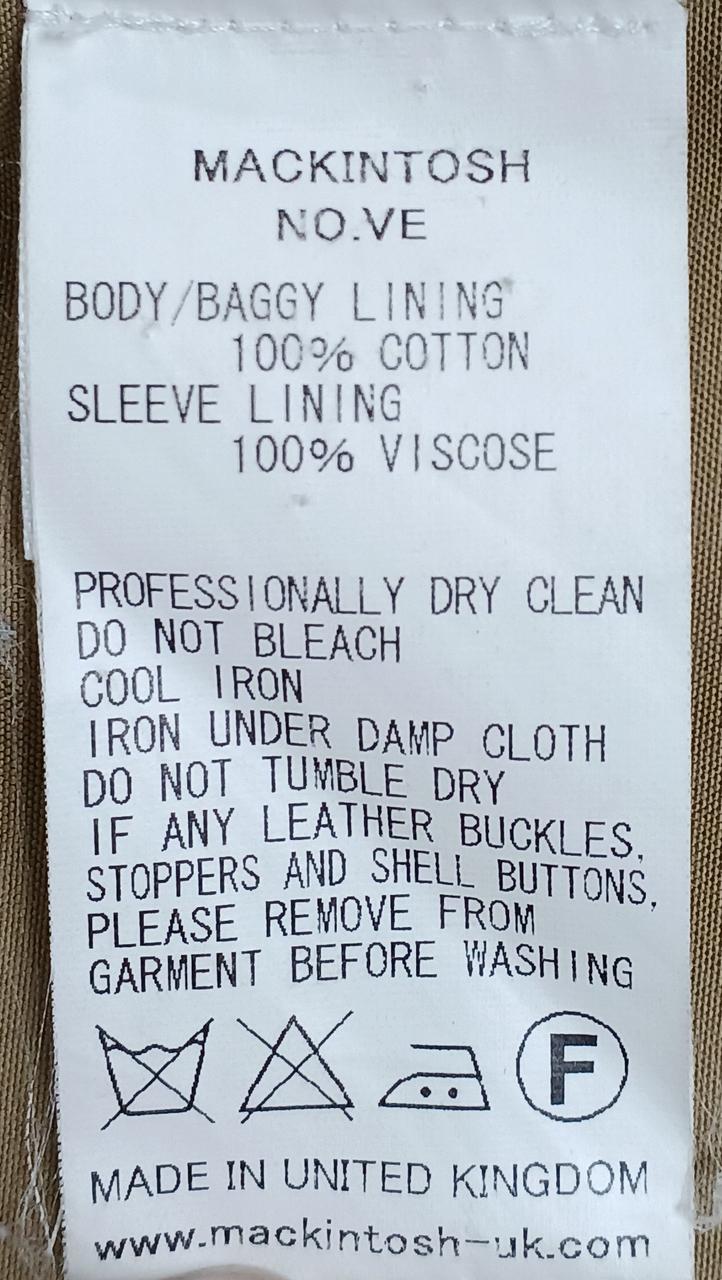 MACKINTOSH
NO.VE
BODY/BAGGY LINING
100% COTTON
SLEEVE LINING
100% VISCOSE
PROFESSIONALLY DRY CLEAN
DO NOT BLEACH
COOL IRON
IRON UNDER DAMP CLOTH
DO NOT TUMBLE DRY
IF ANY LEATHER BUCKLES,
STOPPERS AND SHELL BUTTONS,
PLEASE REMOVE FROM
GARMENT BEFORE WASHING
F
MADE IN UNITED KINGDOM
www.mackintosh-uk.com